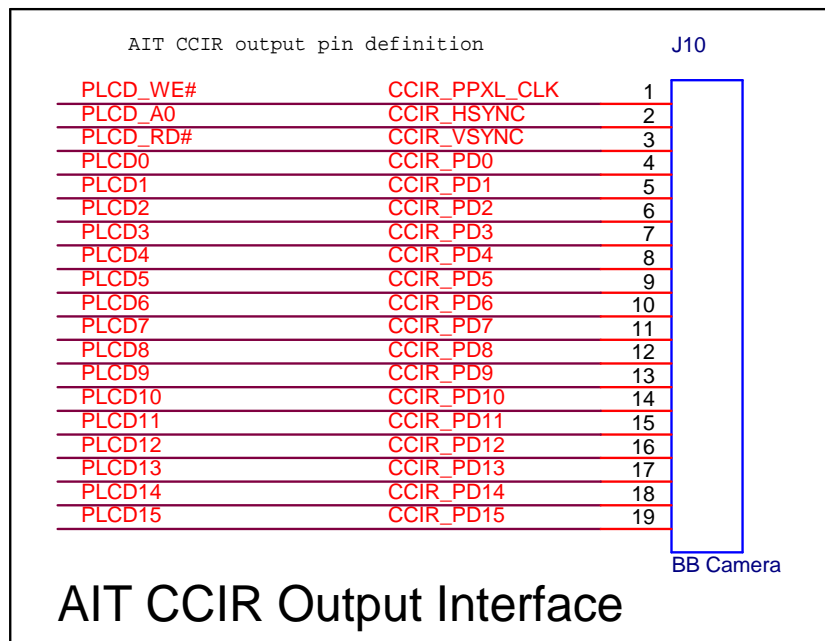 AIT CCIR output pin definition J10
PLCD_WE# CCIR_PPXL_CLK 1
PLCD_A0 CCIR_HSYNC 2
PLCD_RD# CCIR_VSYNC 3
PLCD0 CCIR_PD0 4
PLCD1 CCIR_PD1 5
PLCD2 CCIR_PD2 6
PLCD3 CCIR_PD3 7
PLCD4 CCIR_PD4 8
PLCD5 CCIR_PD5 9
PLCD6 CCIR_PD6 10
PLCD7 CCIR_PD7 11
PLCD8 CCIR_PD8 12
PLCD9 CCIR_PD9 13
PLCD10 CCIR_PD10 14
PLCD11 CCIR_PD11 15
PLCD12 CCIR_PD12 16
PLCD13 CCIR_PD13 17
PLCD14 CCIR_PD14 18
PLCD15 CCIR_PD15 19
BB Camera
AIT CCIR Output Interface